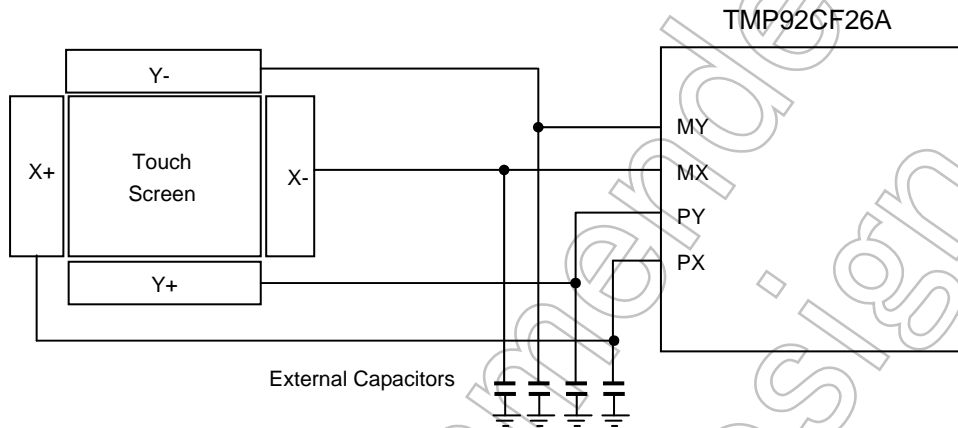 TMP92CF26A
Y-
MY
X+
Touch
Screen
X-
MX
PY
PX
Y+
External Capacitors